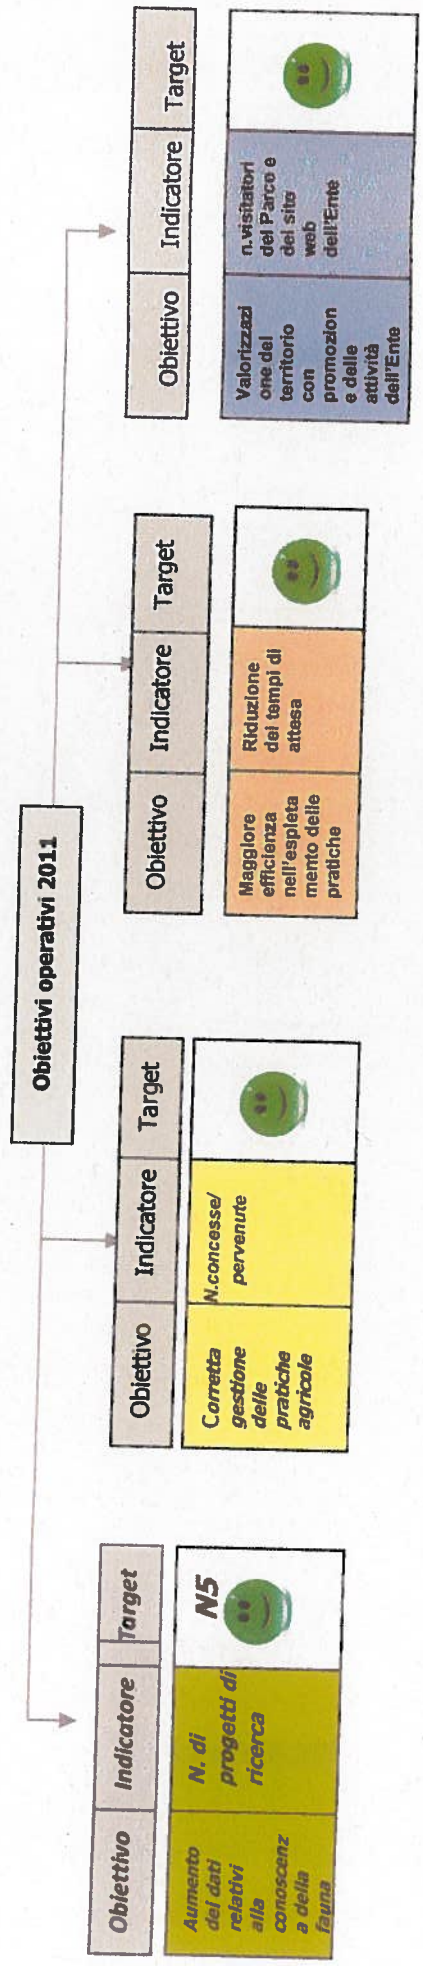 Obiettivi operativi 2011
Obiettivo Indicatore Target
Aumento
dei dati
relativi
alla
conoscenz
a della
fauna
N. di
progetti di
ricerca
N5
Obiettivo Indicatore Target
Corretta
gestione
delle
pratiche
agricole
N.concesse/
pervenute
Obiettivo Indicatore Target
Maggiore
efficienza
nell'espleta
mento delle
pratiche
Riduzione
dei tempi di
attesa
Obiettivo Indicatore Target
Valorizzazi
one del
territorio
con
promozion
e delle
attività
dell'Ente
n.visitatori
del Parco e
del sito
web
dell'Ente